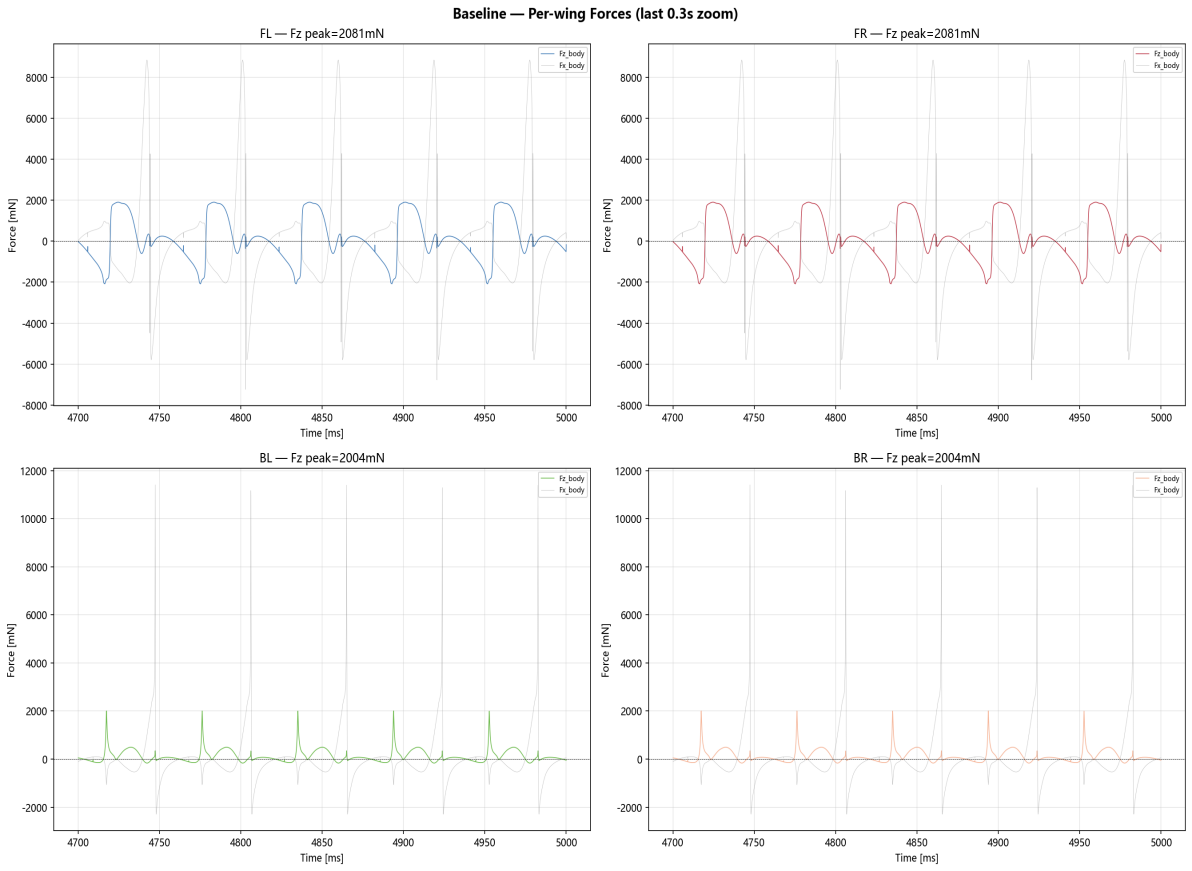 Baseline — Per-wing Forces (last 0.3s zoom)
FL — Fz peak=2081mN
Fz_body
Fx_body
8000
6000
4000
2000
0
-2000
-4000
-6000
-8000
Force [mN]
4700 4750 4800 4850 4900 4950 5000
Time [ms]
FR — Fz peak=2081mN
Fz_body
Fx_body
8000
6000
4000
2000
0
-2000
-4000
-6000
-8000
Force [mN]
4700 4750 4800 4850 4900 4950 5000
Time [ms]
BL — Fz peak=2004mN
Fz_body
Fx_body
12000
10000
8000
6000
4000
2000
0
-2000
Force [mN]
4700 4750 4800 4850 4900 4950 5000
Time [ms]
BR — Fz peak=2004mN
Fz_body
Fx_body
12000
10000
8000
6000
4000
2000
0
-2000
Force [mN]
4700 4750 4800 4850 4900 4950 5000
Time [ms]